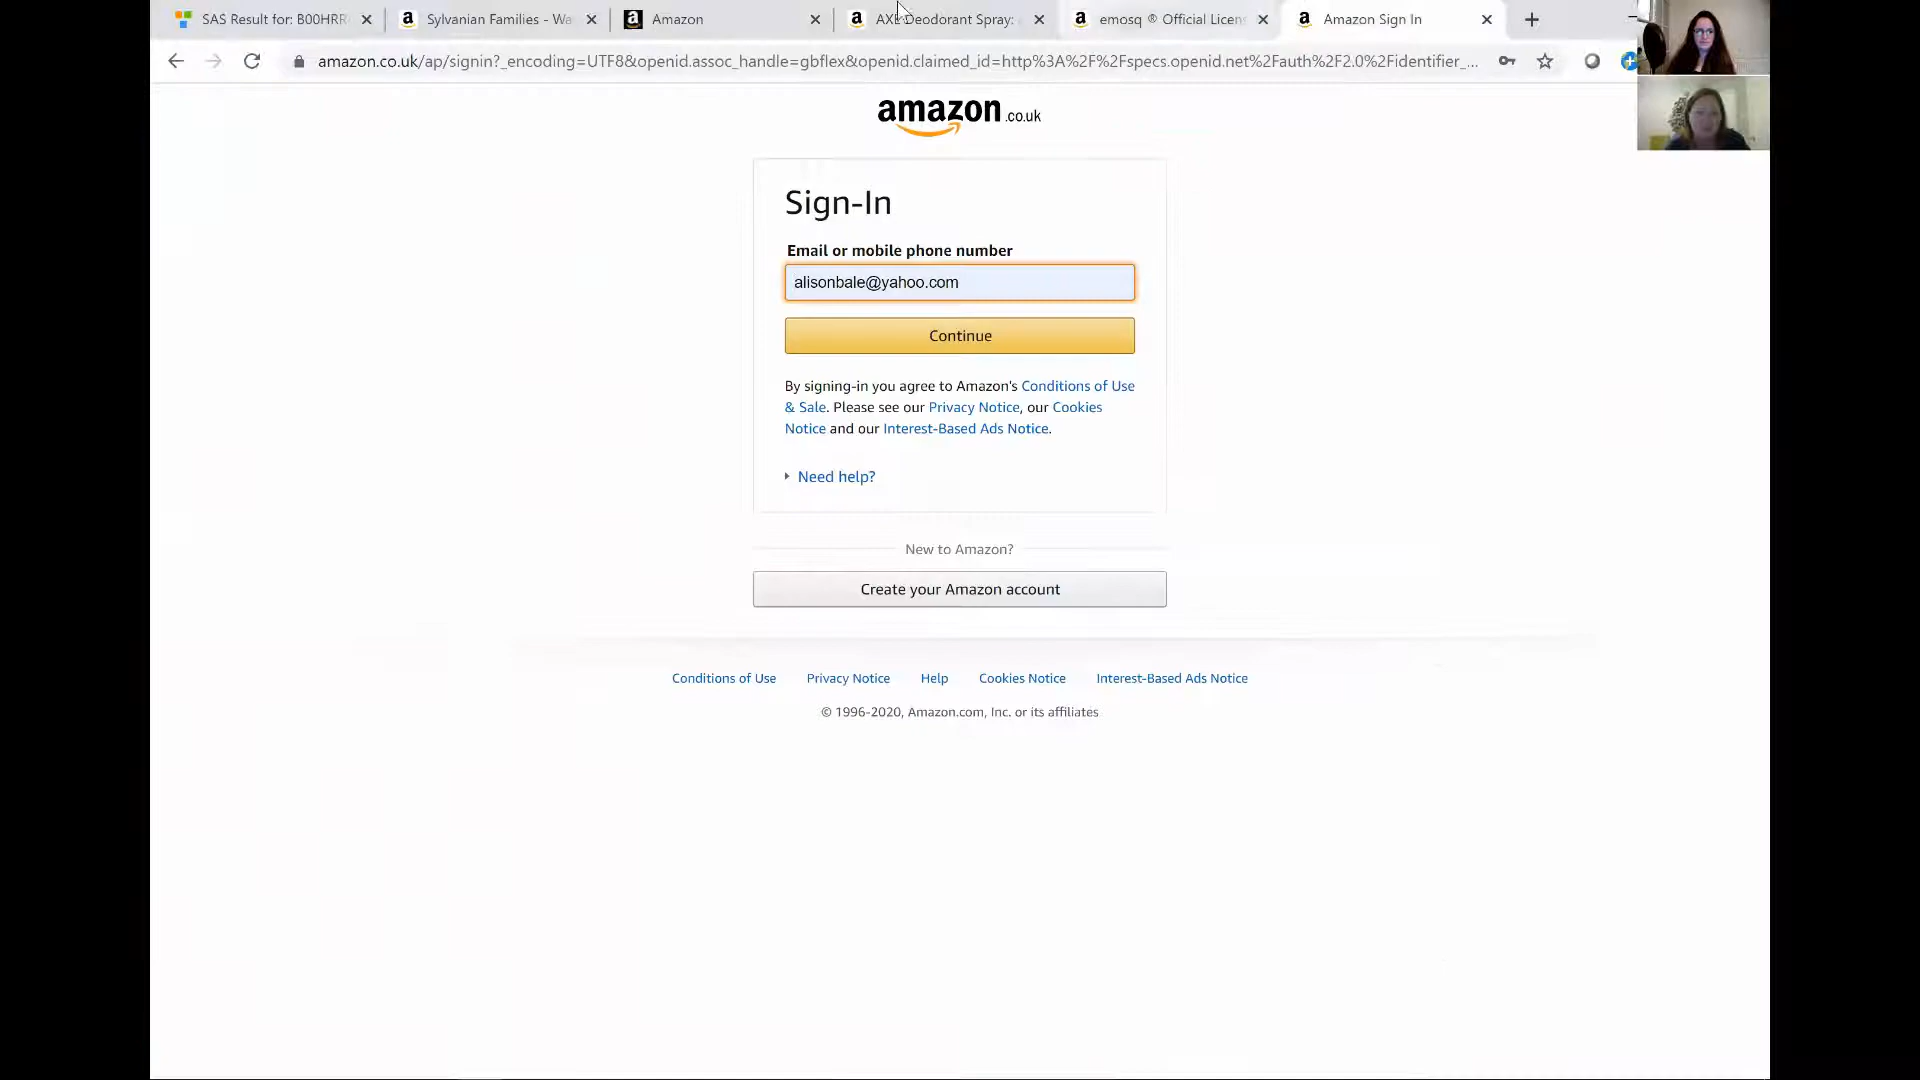 SAS Result for: B00HRR
Sylvanian Families - Wa
Amazon
AXE Deodorant Spray:
emosq ® Official Licen
Amazon Sign In
amazon.co.uk/ap/signin?_encoding=UTF8&openid.assoc_handle=gbflex&openid.claimed_id=http%3A%2F%2Fspecs.openid.net%2Fauth%2F2.0%2Fidentifier_...
amazon.co.uk
Sign-In
Email or mobile phone number
alisonbale@yahoo.com
Continue
By signing-in you agree to Amazon's Conditions of Use
& Sale. Please see our Privacy Notice, our Cookies
Notice and our Interest-Based Ads Notice.
Need help?
New to Amazon?
Create your Amazon account
Conditions of Use Privacy Notice Help Cookies Notice Interest-Based Ads Notice
© 1996-2020, Amazon.com, Inc. or its affiliates